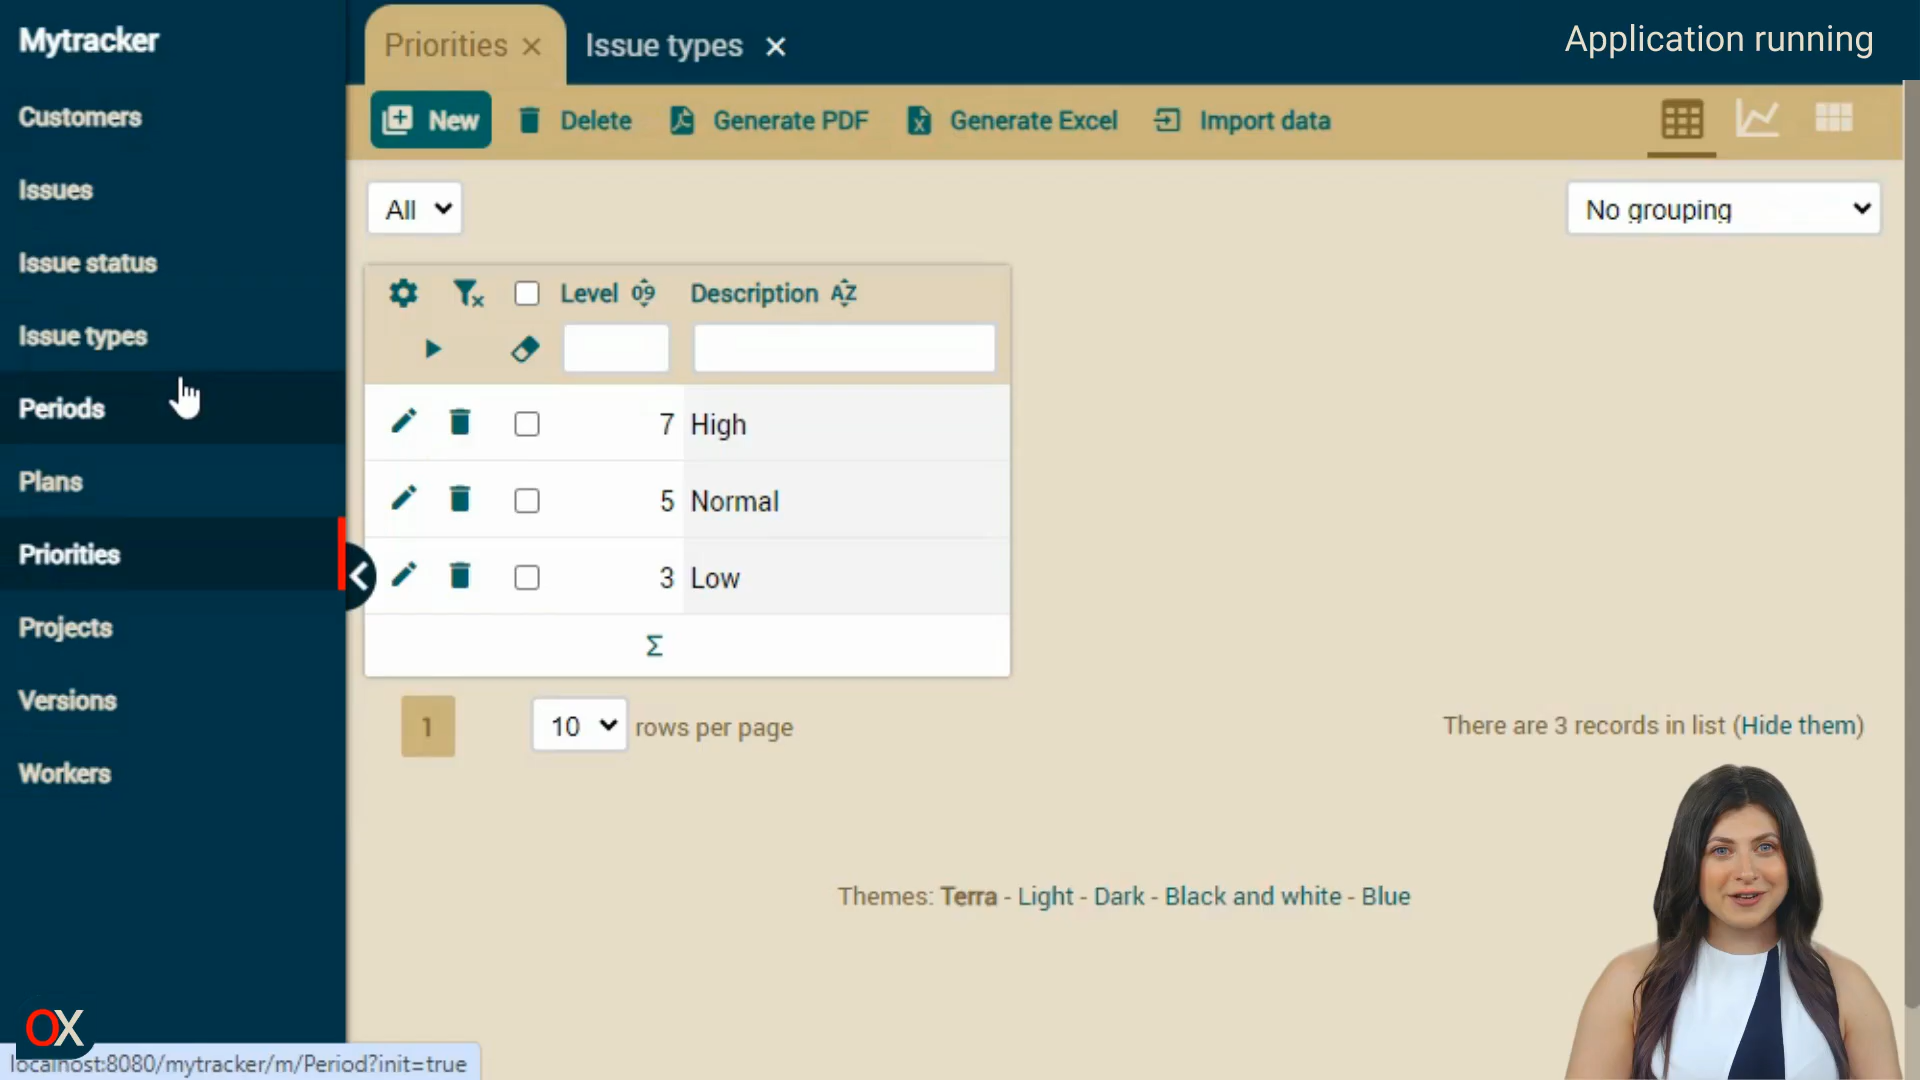 Mytracker
Customers
Issues
Issue status
Issue types
Periods
Plans
Priorities
Projects
Versions
Workers
OX
localhost:8080/mytracker/m/Period?init=true
Priorities × Issue types ×
Application running
New Delete Generate PDF Generate Excel Import data
All No grouping
Level 09 Description AZ
7 High
5 Normal
3 Low
Σ
1 10 rows per page There are 3 records in list (Hide them)
Themes: Terra - Light - Dark - Black and white - Blue